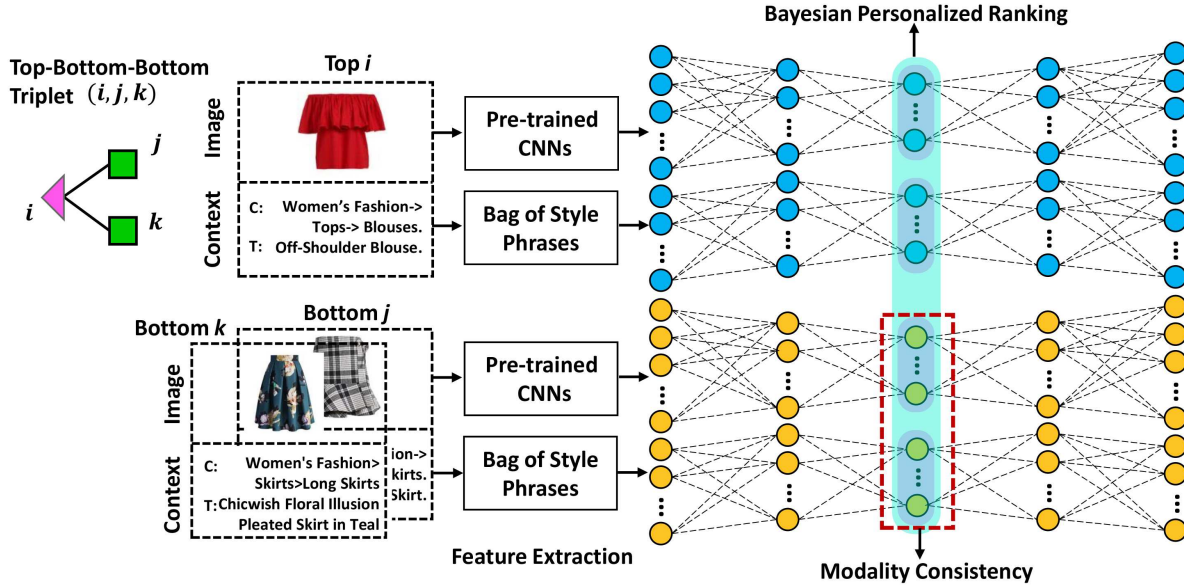 Bayesian Personalized Ranking
Top-Bottom-Bottom
Triplet (i, j, k)
j
i
k
Top i
Image
Context
C: Women’s Fashion->
Tops-> Blouses.
T: Off-Shoulder Blouse.
Pre-trained
CNNs
Bag of Style
Phrases
Bottom j
Bottom k
Image
Context
C: Women's Fashion>
Skirts>Long Skirts
T: Chicwish Floral Illusion
Pleated Skirt in Teal
ion->
kirts.
Skirt.
Pre-trained
CNNs
Bag of Style
Phrases
Feature Extraction
Modality Consistency